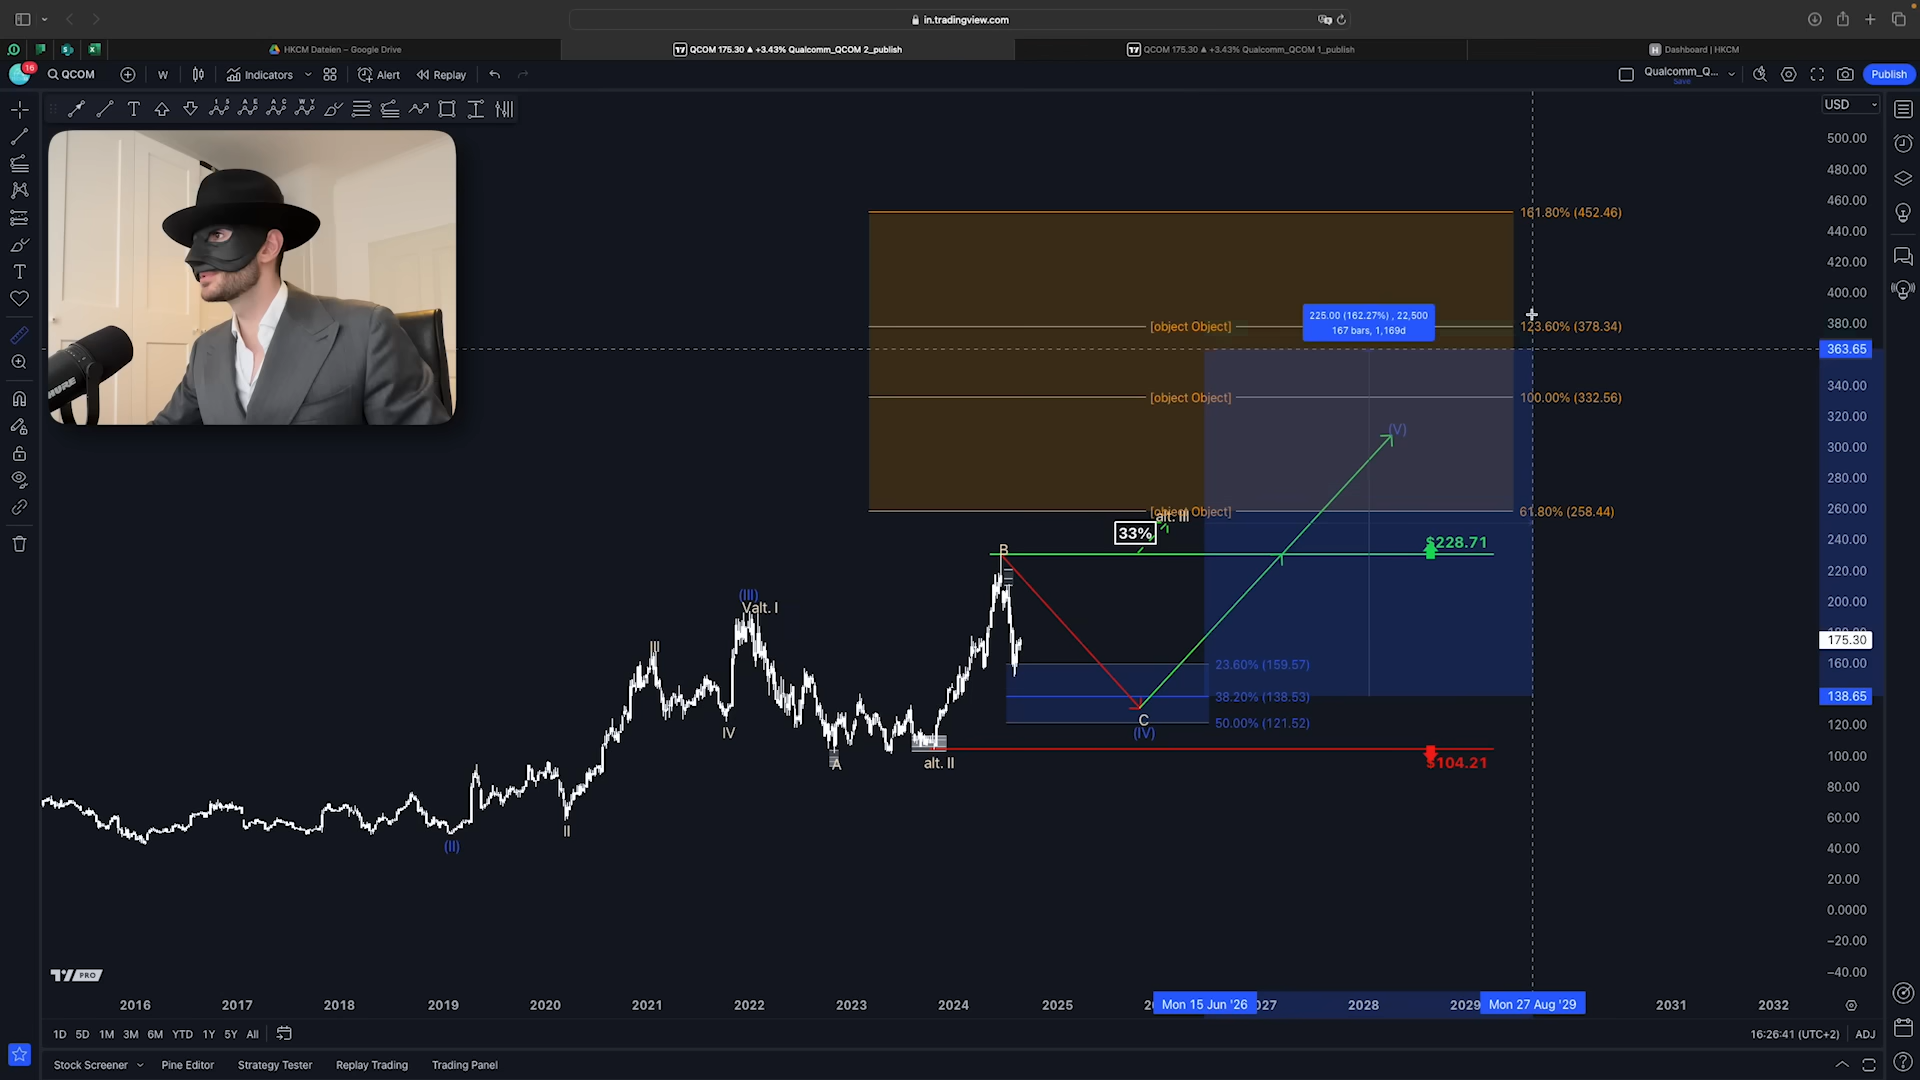 in.tradingview.com
HKCM Dateien – Google Drive
QCOM 175.30 ▲ +3.43% Qualcomm_QCOM 2_publish
QCOM 175.30 ▲ +3.43% Qualcomm_QCOM 1_publish
H Dashboard | HKCM
16
QCOM
W
Indicators
Alert
Replay
Qualcomm_Q...
Save
Publish
USD
500.00
480.00
460.00
440.00
420.00
400.00
380.00
363.65
340.00
320.00
300.00
280.00
260.00
240.00
220.00
200.00
175.30
160.00
138.65
120.00
100.00
80.00
60.00
40.00
20.00
0.0000
−20.00
−40.00
161.80% (452.46)
225.00 (162.27%) , 22,500
167 bars, 1,169d
[object Object]
123.60% (378.34)
[object Object]
100.00% (332.56)
(V)
[object Object]
alt. III
61.80% (258.44)
33%
$228.71
B
(III)
V alt. I
III
23.60% (159.57)
38.20% (138.53)
50.00% (121.52)
C
(IV)
IV
A
alt. II
$104.21
II
(II)
SHURE
PRO
2016
2017
2018
2019
2020
2021
2022
2023
2024
2025
Mon 15 Jun '26
2028
2029
Mon 27 Aug '29
2031
2032
1D 5D 1M 3M 6M YTD 1Y 5Y All
16:26:41 (UTC+2)
ADJ
Stock Screener
Pine Editor
Strategy Tester
Replay Trading
Trading Panel